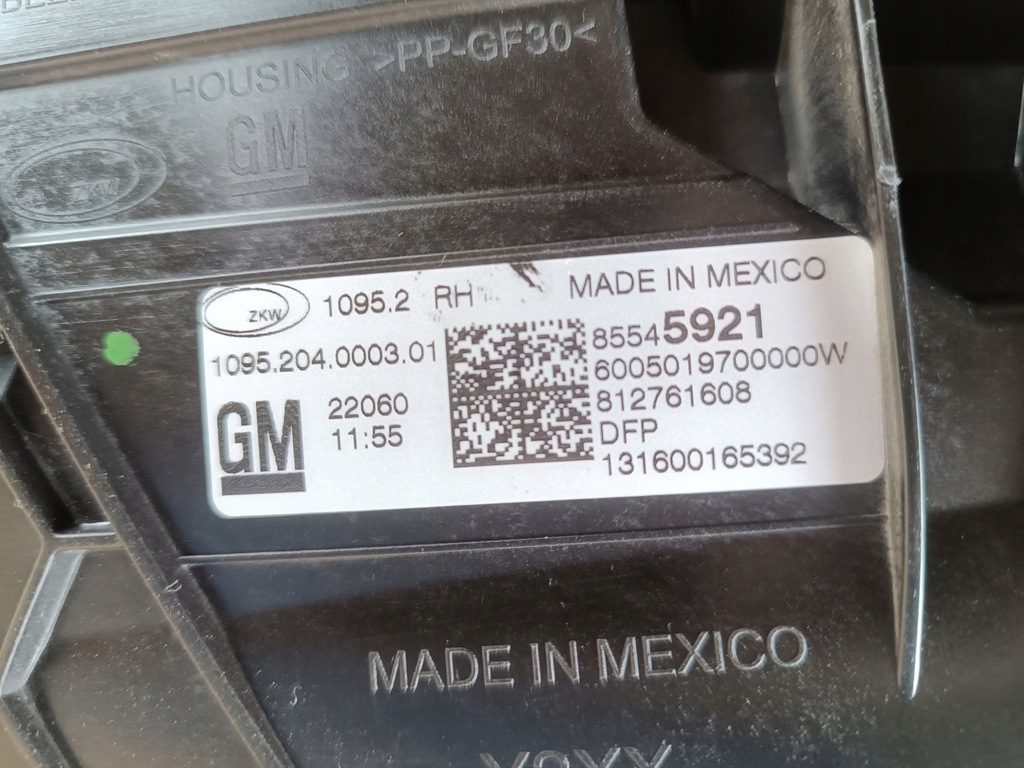 HOUSING >PP-GF30<
GM
ZKW
ZKW 1095.2 RH MADE IN MEXICO
1095.204.0003.01
85545921
6005019700000W
GM
22060
11:55
812761608
DFP
131600165392
MADE IN MEXICO